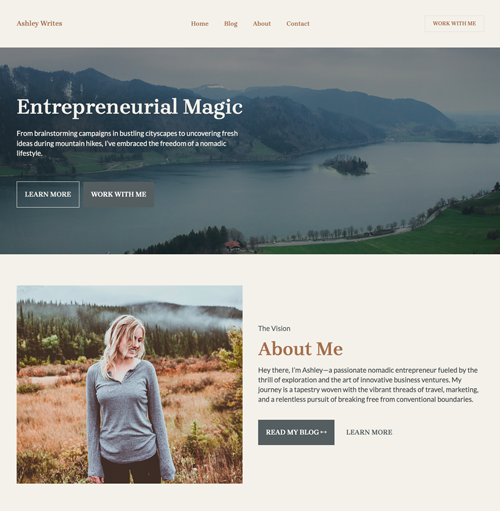 Ashley Writes
Home Blog About Contact
WORK WITH ME
Entrepreneurial Magic
From brainstorming campaigns in bustling cityscapes to uncovering fresh
ideas during mountain hikes, I've embraced the freedom of a nomadic
lifestyle.
LEARN MORE WORK WITH ME
The Vision
About Me
Hey there, I'm Ashley—a passionate nomadic entrepreneur fueled by the
thrill of exploration and the art of innovative business ventures. My
journey is a tapestry woven with the vibrant threads of travel, marketing,
and a relentless pursuit of breaking free from conventional boundaries.
READ MY BLOG LEARN MORE